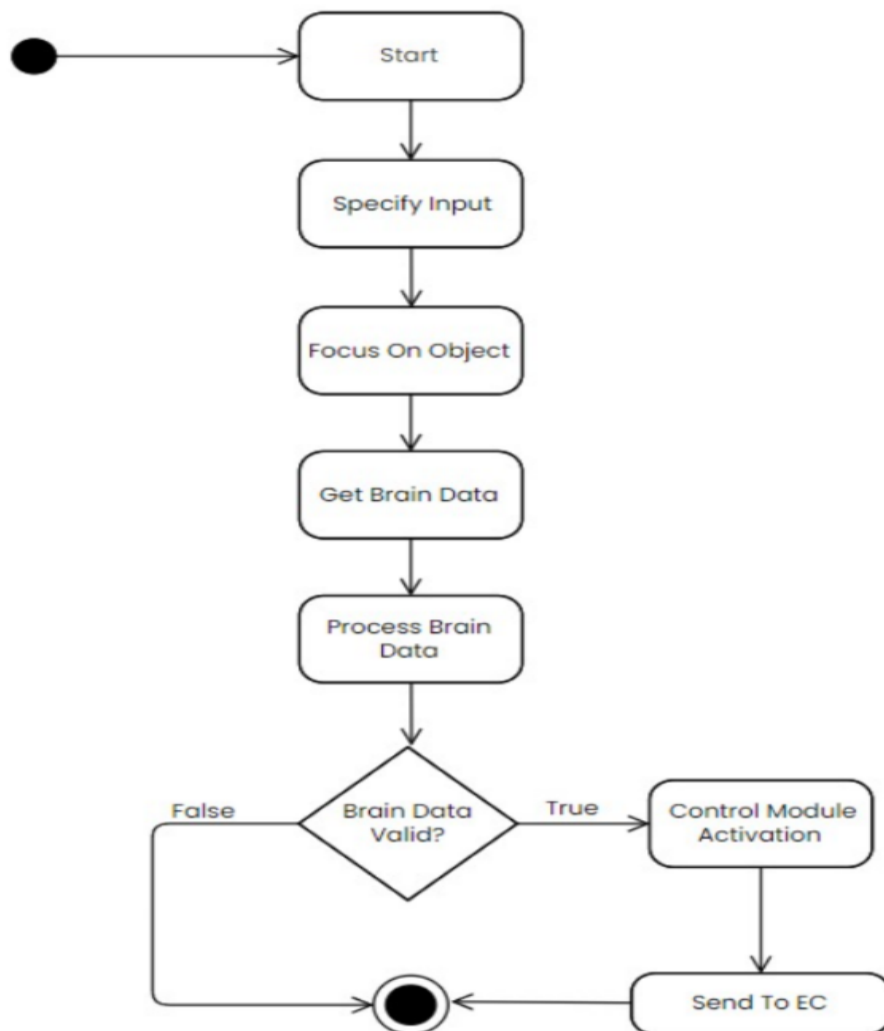 Start
Specify Input
Focus On Object
Get Brain Data
Process Brain
Data
False
Brain Data
Valid?
True
Control Module
Activation
Send To EC